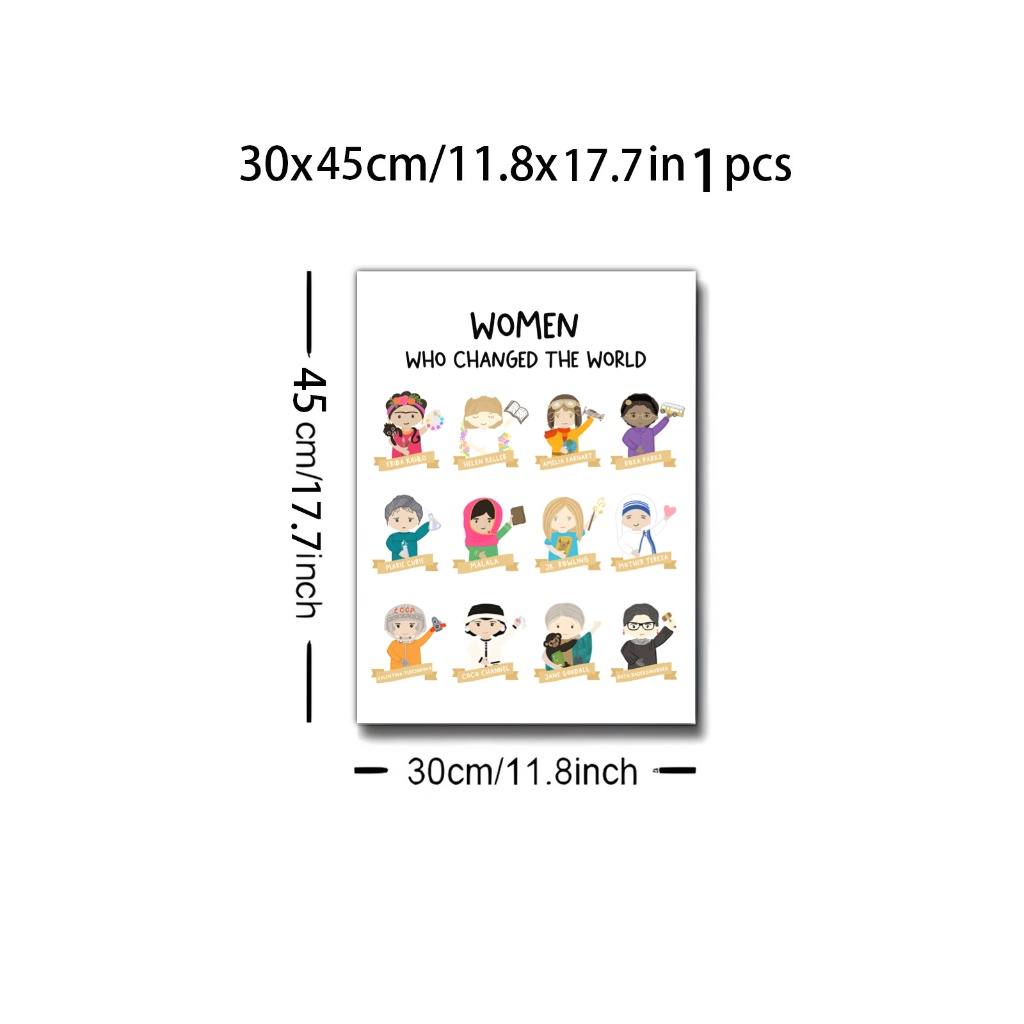 30x45cm/11.8x17.7in 1 pcs
WOMEN
WHO CHANGED THE WORLD
FRIDA KAHLO
HELEN KELLER
AMELIA EARHART
ROSA PARKS
MARIE CURIE
MALALA
JK. ROWLING
MOTHER TERESA
COOP
VALENTINA TERESHKOVA
COCO CHANNEL
JANE GOODALL
RUTH BADER GINSBURG
45 cm/17.7inch
30cm/11.8inch